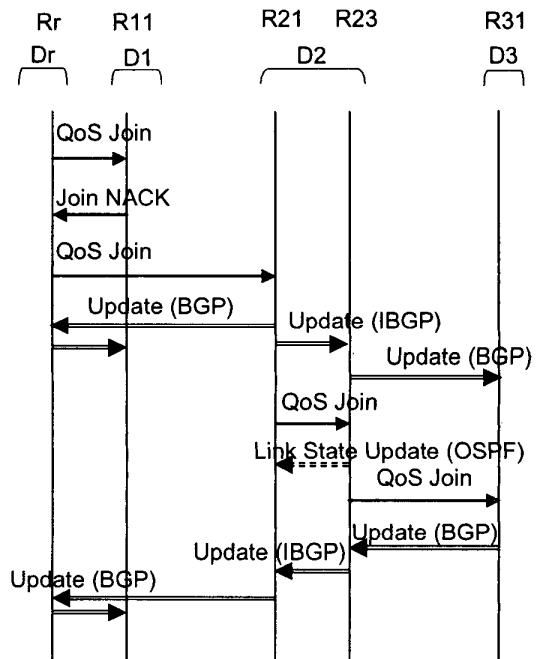 Rr R11 R21 R23 R31
Dr D1 D2 D3
QoS Join
Join NACK
QoS Join
Update (BGP)
Update (IBGP)
Update (BGP)
QoS Join
Link State Update (OSPF)
QoS Join
Update (BGP)
Update (IBGP)
Update (BGP)